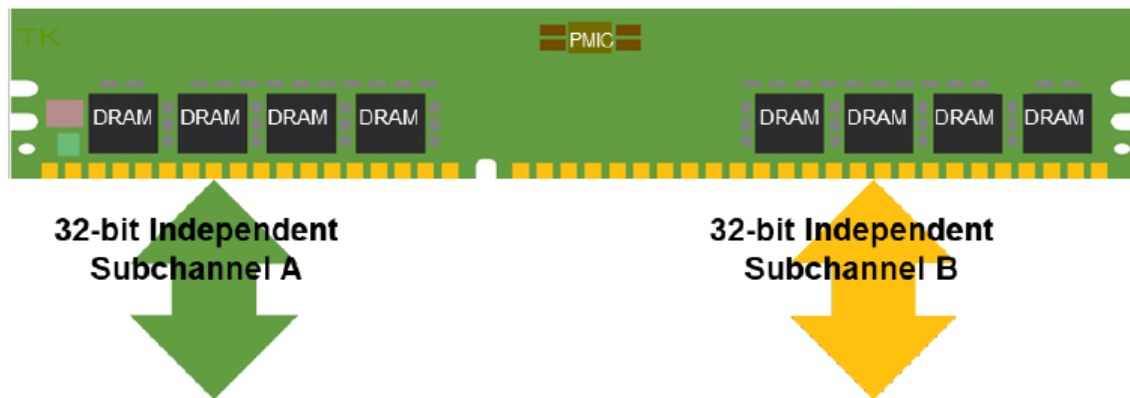 TK
PMIC
DRAM DRAM DRAM DRAM DRAM DRAM DRAM DRAM
32-bit Independent
Subchannel A
32-bit Independent
Subchannel B